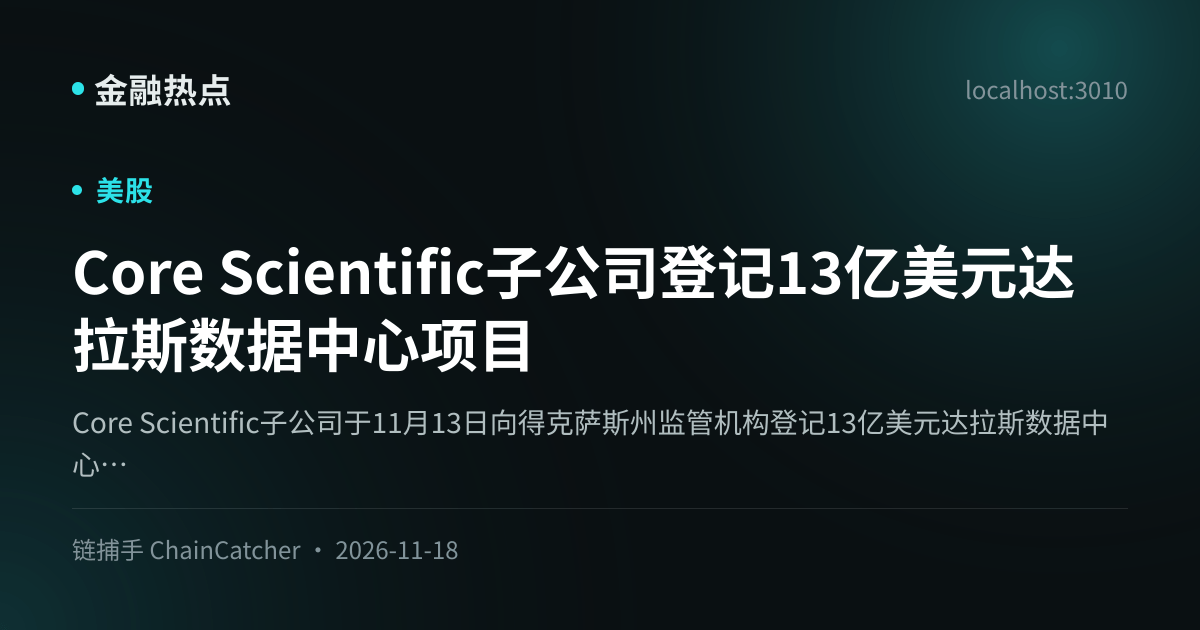 金融热点
localhost:3010
美股
Core Scientific子公司登记13亿美元达
拉斯数据中心项目
Core Scientific子公司于11月13日向得克萨斯州监管机构登记13亿美元达拉斯数据中
心…
链捕手 ChainCatcher • 2026-11-18